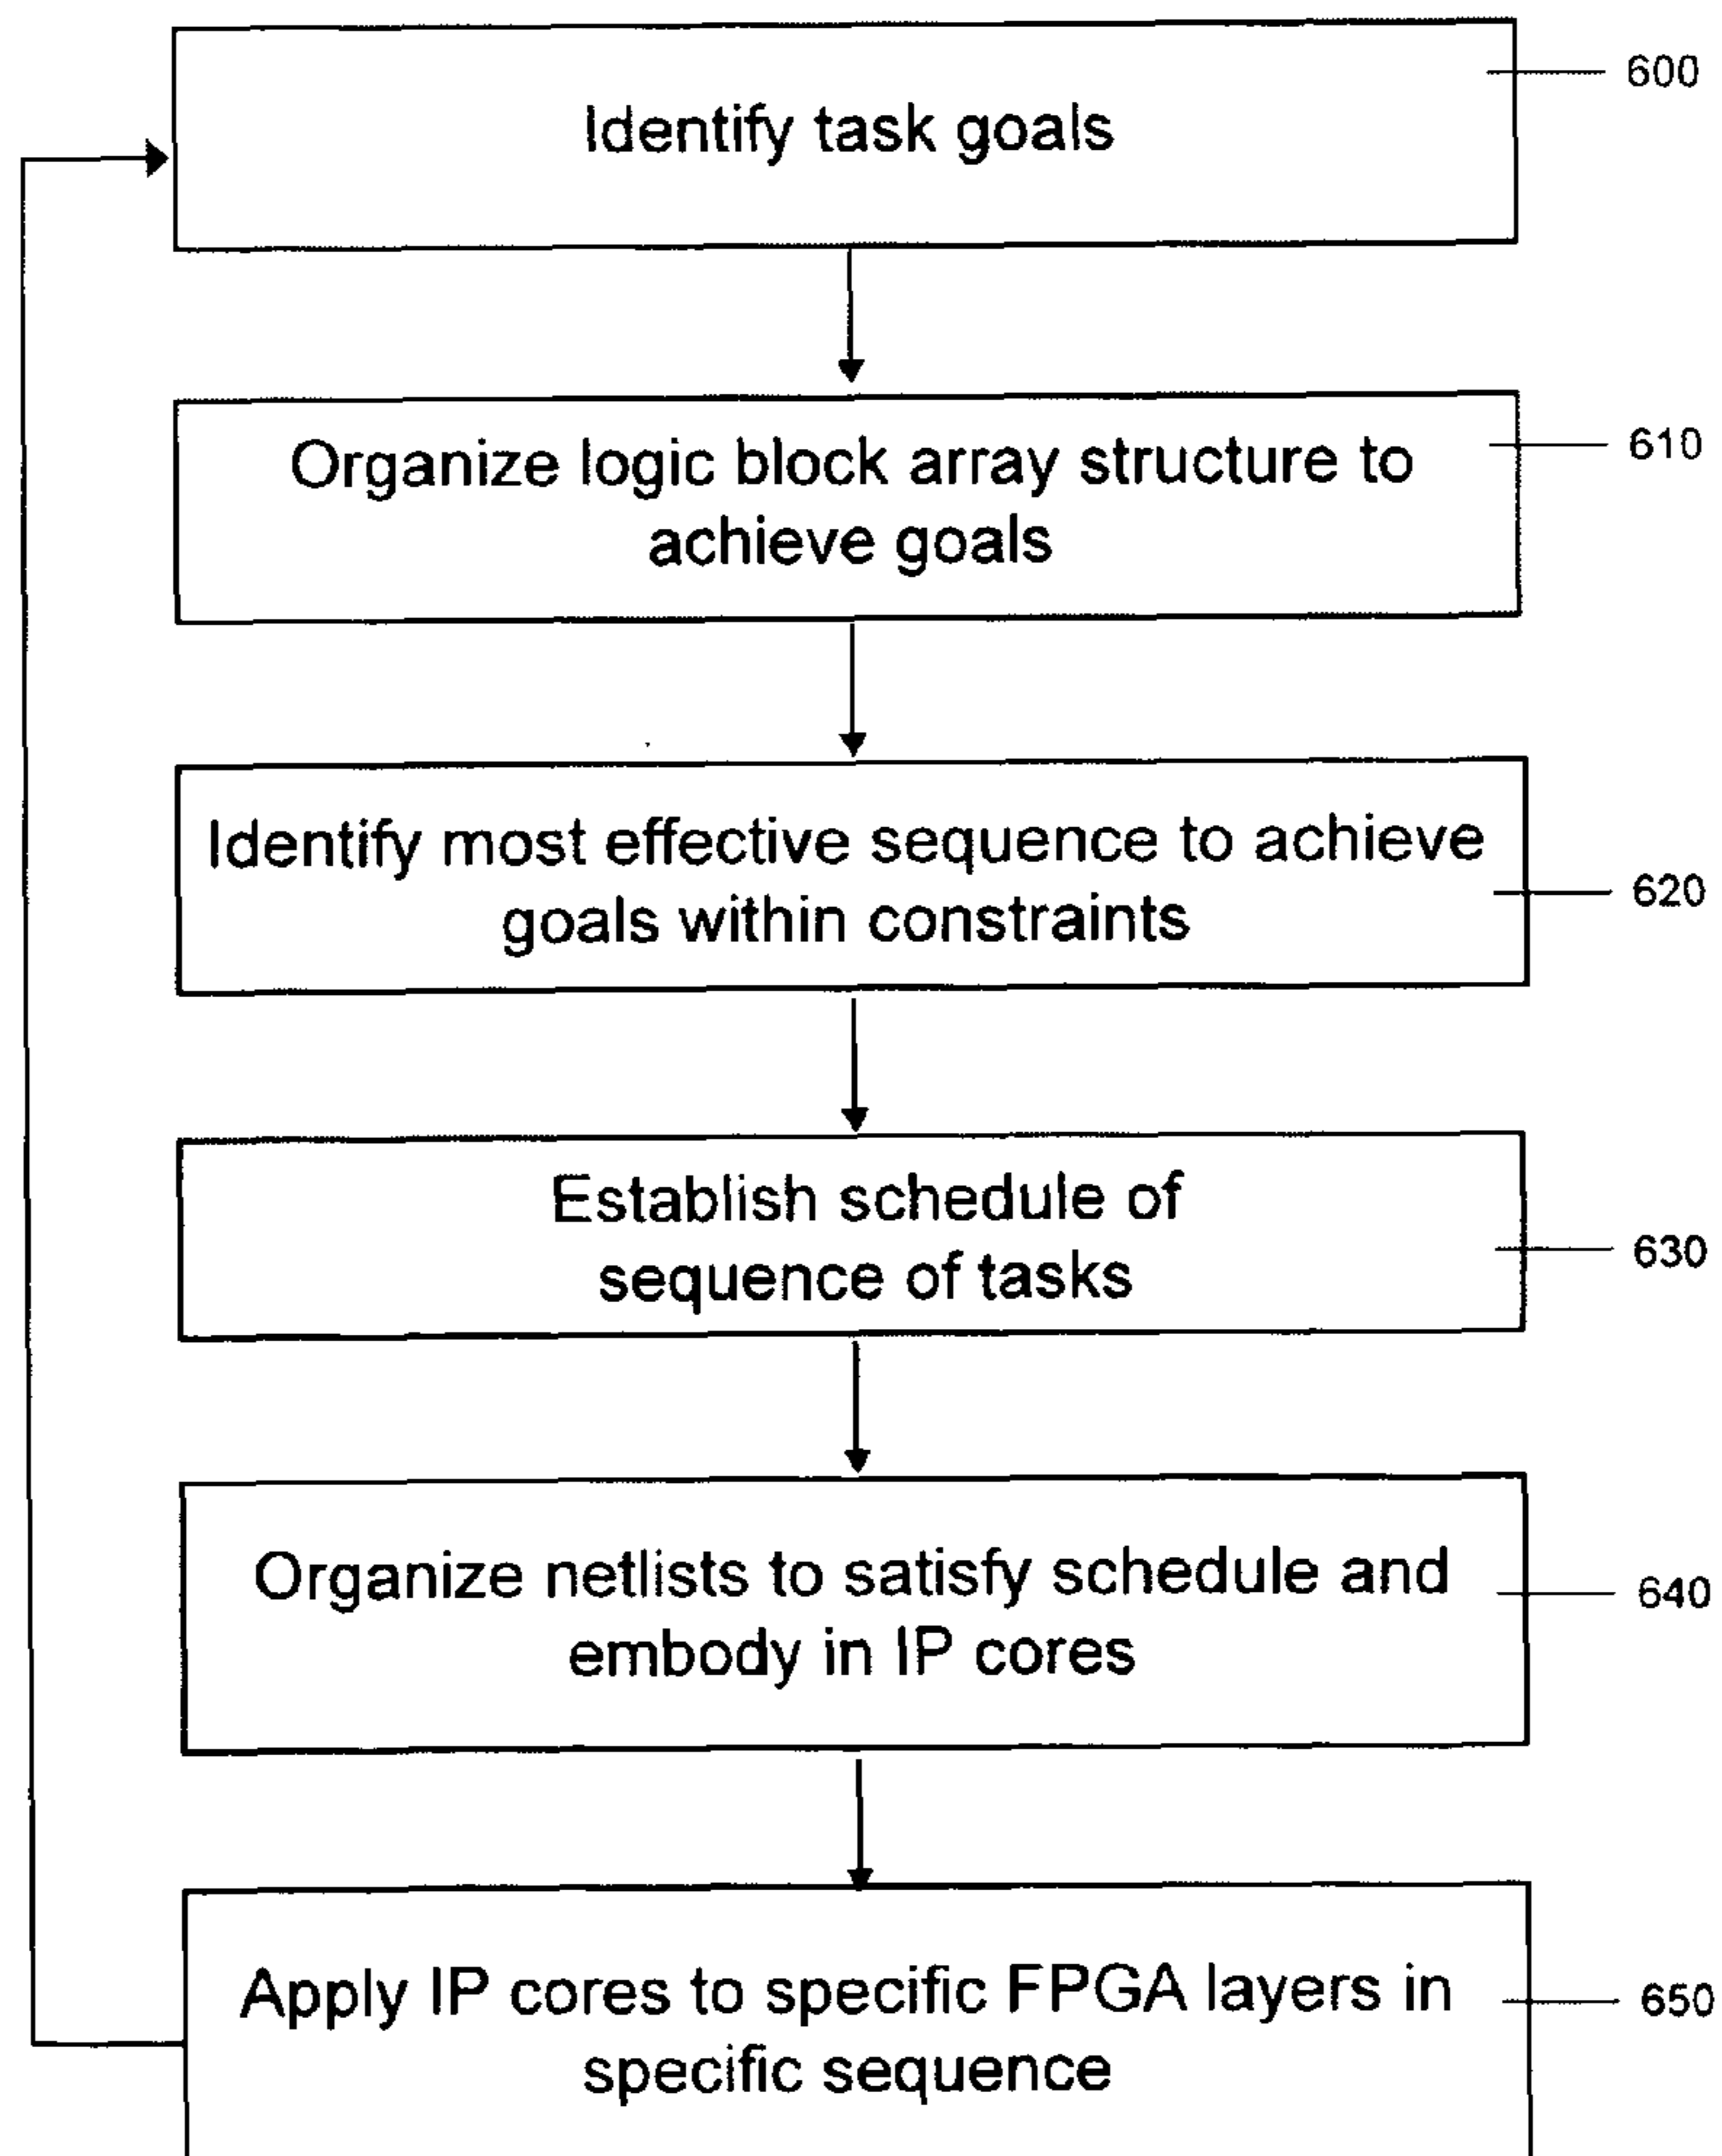 600
Identify task goals
610
Organize logic block array structure to
achieve goals
620
Identify most effective sequence to achieve
goals within constraints
630
Establish schedule of
sequence of tasks
640
Organize netlists to satisfy schedule and
embody in IP cores
650
Apply IP cores to specific FPGA layers in
specific sequence